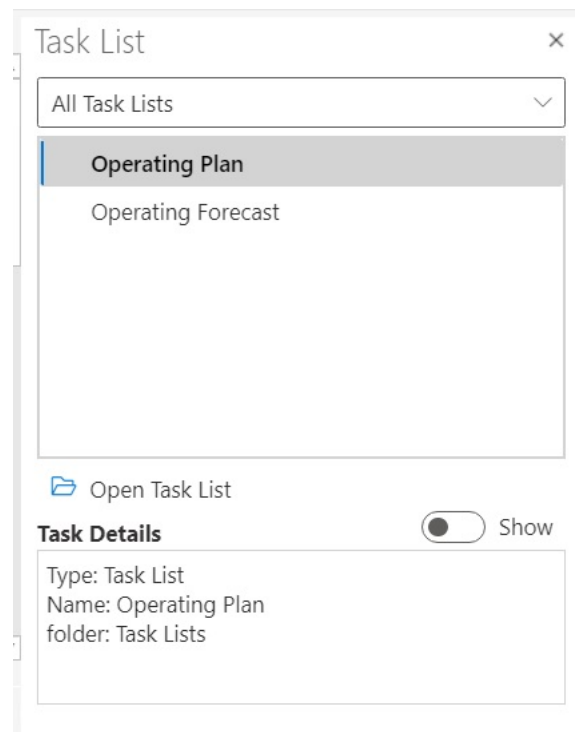 Task List
All Task Lists
Operating Plan
Operating Forecast
Open Task List
Task Details
Show
Type: Task List
Name: Operating Plan
folder: Task Lists